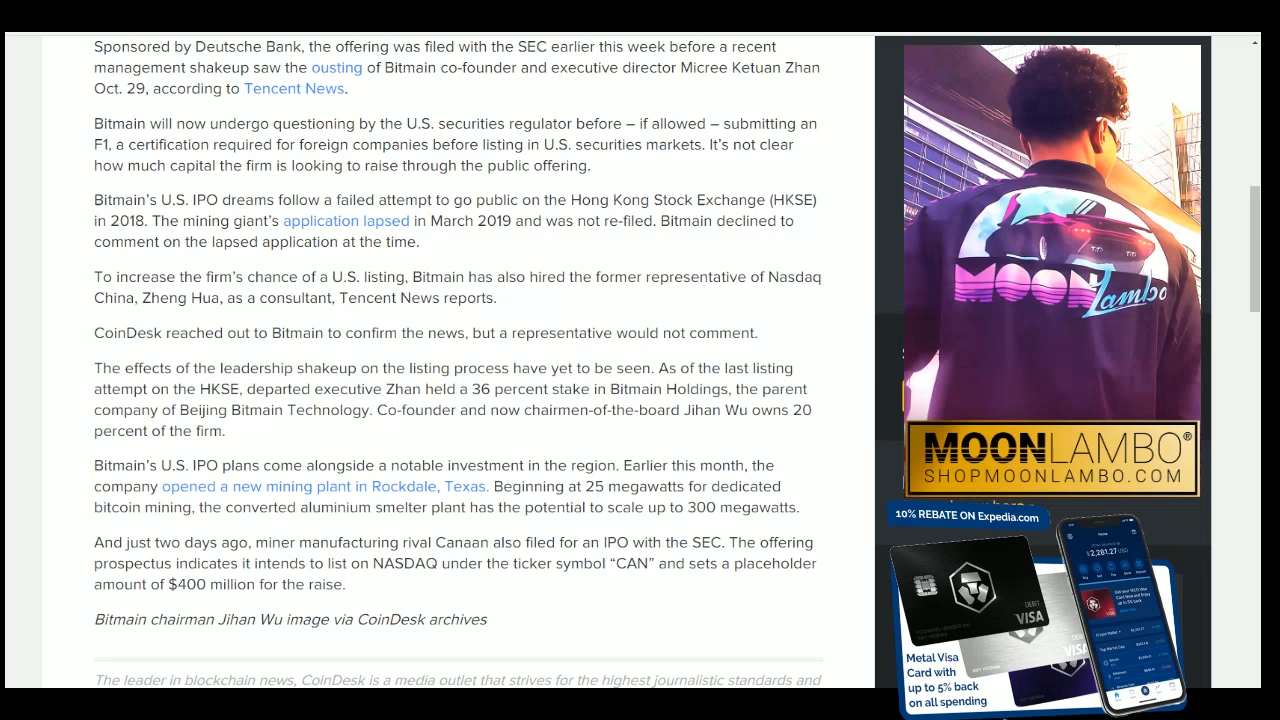 Sponsored by Deutsche Bank, the offering was filed with the SEC earlier this week before a recent
management shakeup saw the ousting of Bitmain co-founder and executive director Micree Ketuan Zhan
Oct. 29, according to Tencent News.
Bitmain will now undergo questioning by the U.S. securities regulator before – if allowed – submitting an
F1, a certification required for foreign companies before listing in U.S. securities markets. It’s not clear
how much capital the firm is looking to raise through the public offering.
Bitmain’s U.S. IPO dreams follow a failed attempt to go public on the Hong Kong Stock Exchange (HKSE)
in 2018. The mining giant’s application lapsed in March 2019 and was not re-filed. Bitmain declined to
comment on the lapsed application at the time.
To increase the firm’s chance of a U.S. listing, Bitmain has also hired the former representative of Nasdaq
China, Zheng Hua, as a consultant, Tencent News reports.
CoinDesk reached out to Bitmain to confirm the news, but a representative would not comment.
The effects of the leadership shakeup on the listing process have yet to be seen. As of the last listing
attempt on the HKSE, departed executive Zhan held a 36 percent stake in Bitmain Holdings, the parent
company of Beijing Bitmain Technology. Co-founder and now chairmen-of-the-board Jihan Wu owns 20
percent of the firm.
Bitmain’s U.S. IPO plans come alongside a notable investment in the region. Earlier this month, the
company opened a new mining plant in Rockdale, Texas. Beginning at 25 megawatts for dedicated
bitcoin mining, the converted aluminium smelter plant has the potential to scale up to 300 megawatts.
And just two days ago, miner manufacturing rival Canaan also filed for an IPO with the SEC. The offering
prospectus indicates it intends to list on NASDAQ under the ticker symbol “CAN” and sets a placeholder
amount of $400 million for the raise.
Bitmain chairman Jihan Wu image via CoinDesk archives
The leader in blockchain news, CoinDesk is a media outlet that strives for the highest journalistic standards and
MOON Lambo
MOONLAMBO®
SHOPMOONLAMBO.COM
10% REBATE ON Expedia.com
$2,281.27 USD
DEBIT
VISA
VISA
Metal Visa
Card with
up to 5% back
on all spending